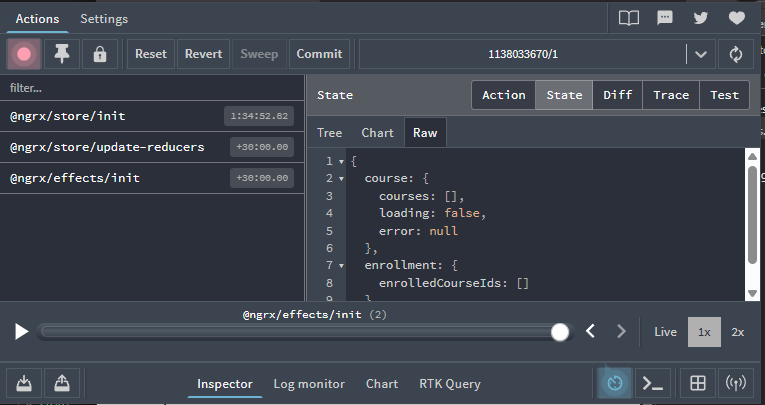 Actions Settings
Reset Revert Sweep Commit 1138033670/1
filter...
@ngrx/store/init 1:34:52.82
@ngrx/store/update-reducers +30:00.00
@ngrx/effects/init +30:00.00
State Action State Diff Trace Test
Tree Chart Raw
1 {
2 course: {
3 courses: [],
4 loading: false,
5 error: null
6 },
7 enrollment: {
8 enrolledCourseIds: []
9 }
@ngrx/effects/init (2)
Live 1x 2x
Inspector Log monitor Chart RTK Query